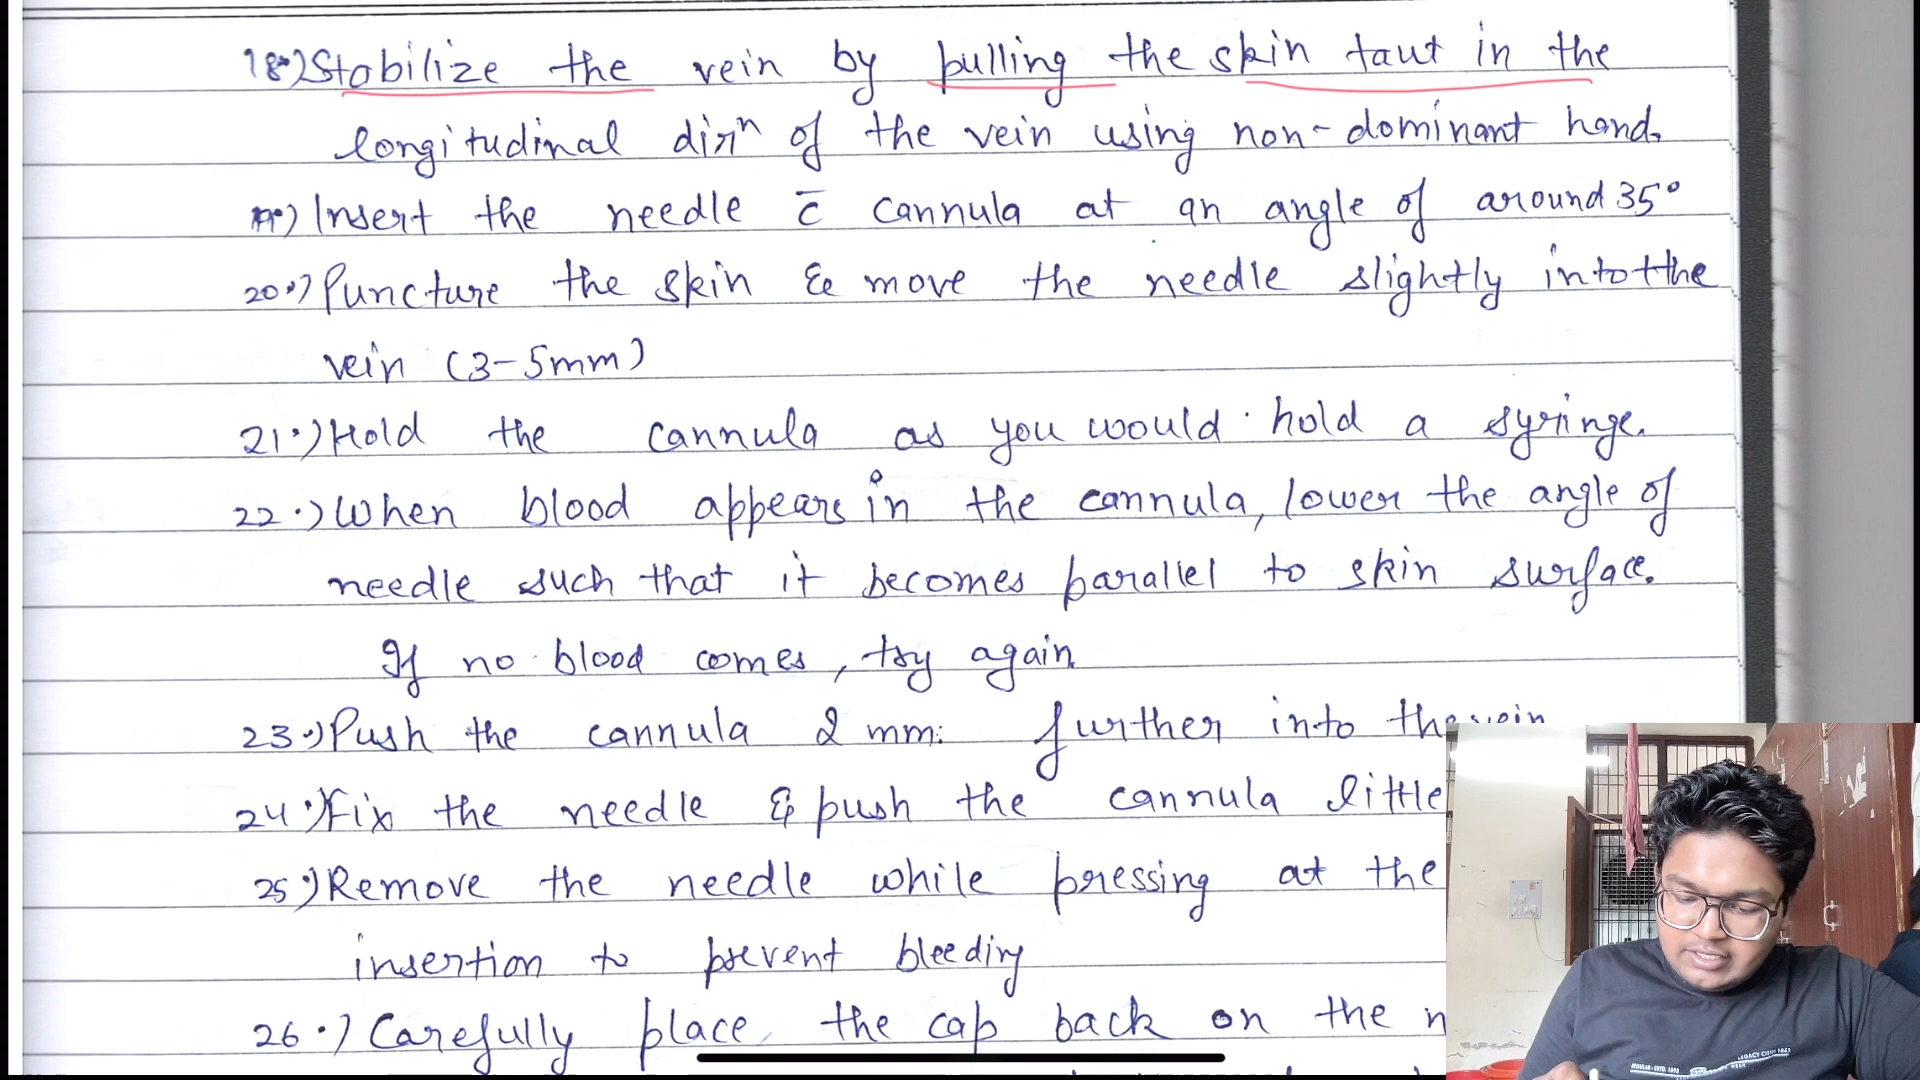 18.) Stabilize the vein by pulling the skin taut in the
longitudinal dirⁿ of the vein using non-dominant hand.
19.) Insert the needle c̄ cannula at an angle of around 35°
20.) Puncture the skin & move the needle slightly into the
vein (3-5mm)
21.) Hold the cannula as you would hold a syringe.
22.) When blood appears in the cannula, lower the angle of
needle such that it becomes parallel to skin surface.
If no blood comes, try again
23.) Push the cannula 2 mm. further into the vein
24.) Fix the needle & push the cannula little
25.) Remove the needle while pressing at the
insertion to prevent bleeding
26.) Carefully place the cap back on the n
LEGACY